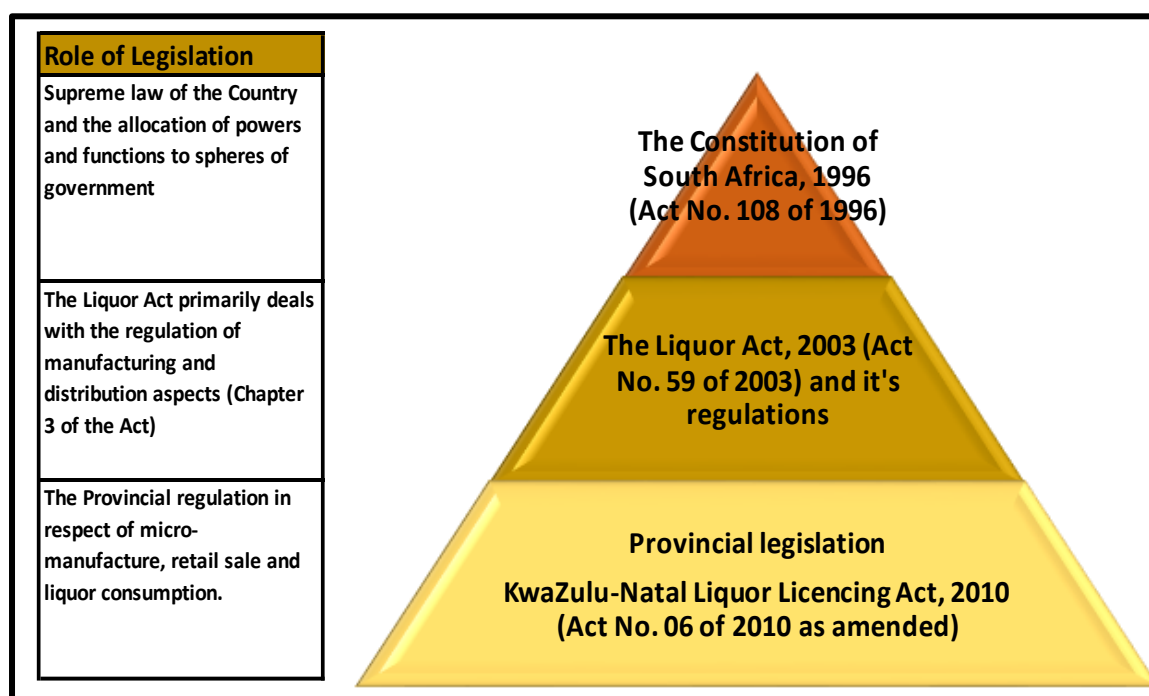 Role of Legislation
Supreme law of the Country
and the allocation of powers
and functions to spheres of
government
The Liquor Act primarily deals
with the regulation of
manufacturing and
distribution aspects (Chapter
3 of the Act)
The Provincial regulation in
respect of micro-
manufacture, retail sale and
liquor consumption.
The Constitution of
South Africa, 1996
(Act No. 108 of 1996)
The Liquor Act, 2003 (Act
No. 59 of 2003) and it's
regulations
Provincial legislation
KwaZulu-Natal Liquor Licencing Act, 2010
(Act No. 06 of 2010 as amended)